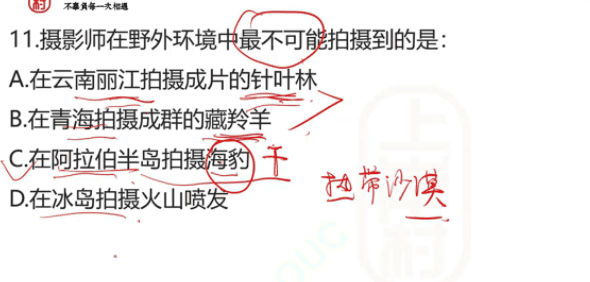 不辜负每一次相遇
11.摄影师在野外环境中最不可能拍摄到的是：
A.在云南丽江拍摄成片的针叶林
B.在青海拍摄成群的藏羚羊
C.在阿拉伯半岛拍摄海豹 干
热带沙漠
D.在冰岛拍摄火山喷发